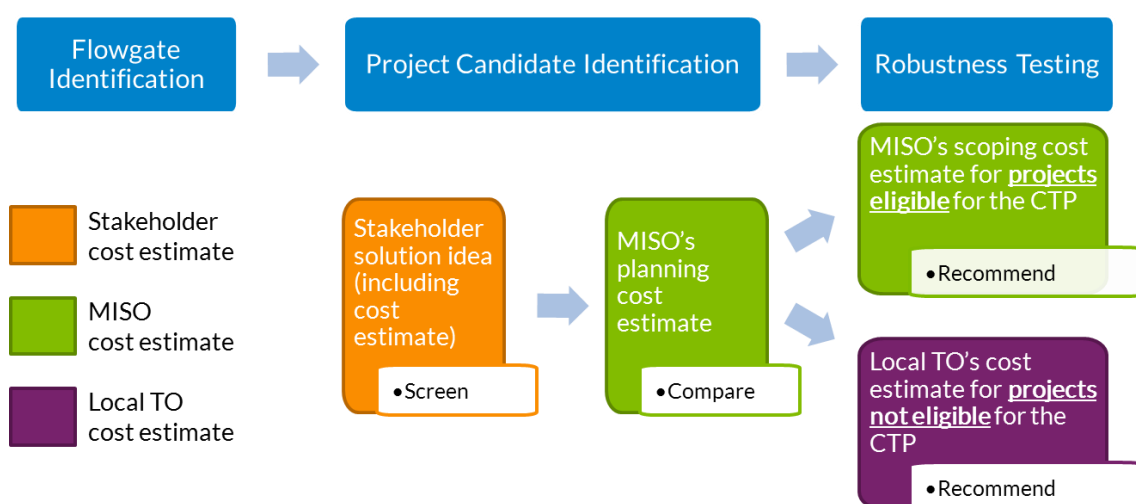 Flowgate
Identification
Project Candidate Identification
Robustness Testing
Stakeholder
cost estimate
MISO
cost estimate
Local TO
cost estimate
Stakeholder
solution idea
(including
cost
estimate)
•Screen
MISO's
planning
cost
estimate
•Compare
MISO's scoping cost
estimate for projects
eligible for the CTP
•Recommend
Local TO's cost
estimate for projects
not eligible for the
CTP
•Recommend